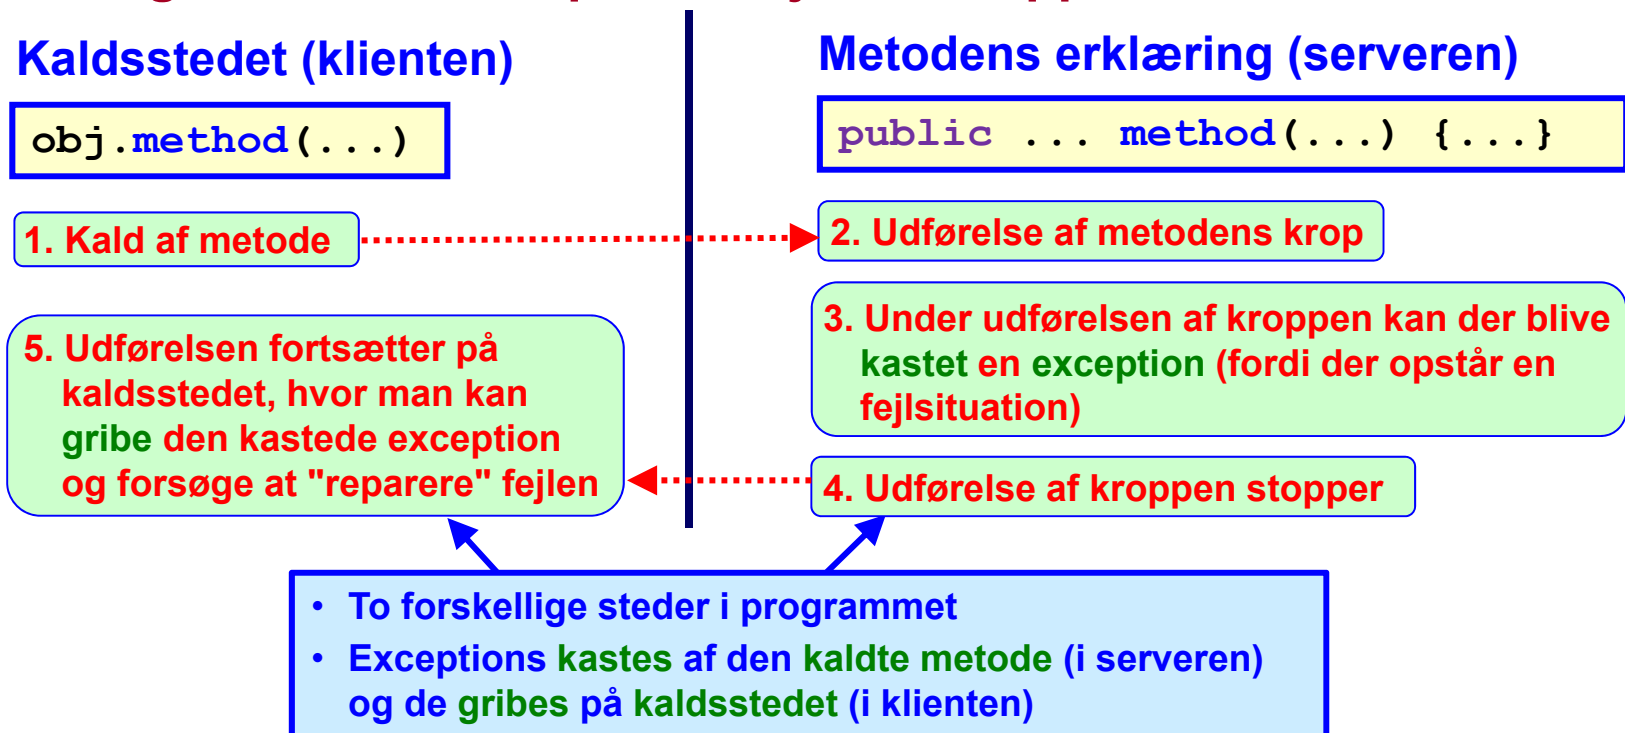 Kaldsstedet (klienten)
obj.method(...)
1. Kald af metode
5. Udførelsen fortsætter på
kaldsstedet, hvor man kan
gribe den kastede exception
og forsøge at "reparere" fejlen
Metodens erklæring (serveren)
public ... method(...) {...}
2. Udførelse af metodens krop
3. Under udførelsen af kroppen kan der blive
kastet en exception (fordi der opstår en
fejlsituation)
4. Udførelse af kroppen stopper
• To forskellige steder i programmet
• Exceptions kastes af den kaldte metode (i serveren)
og de gribes på kaldsstedet (i klienten)